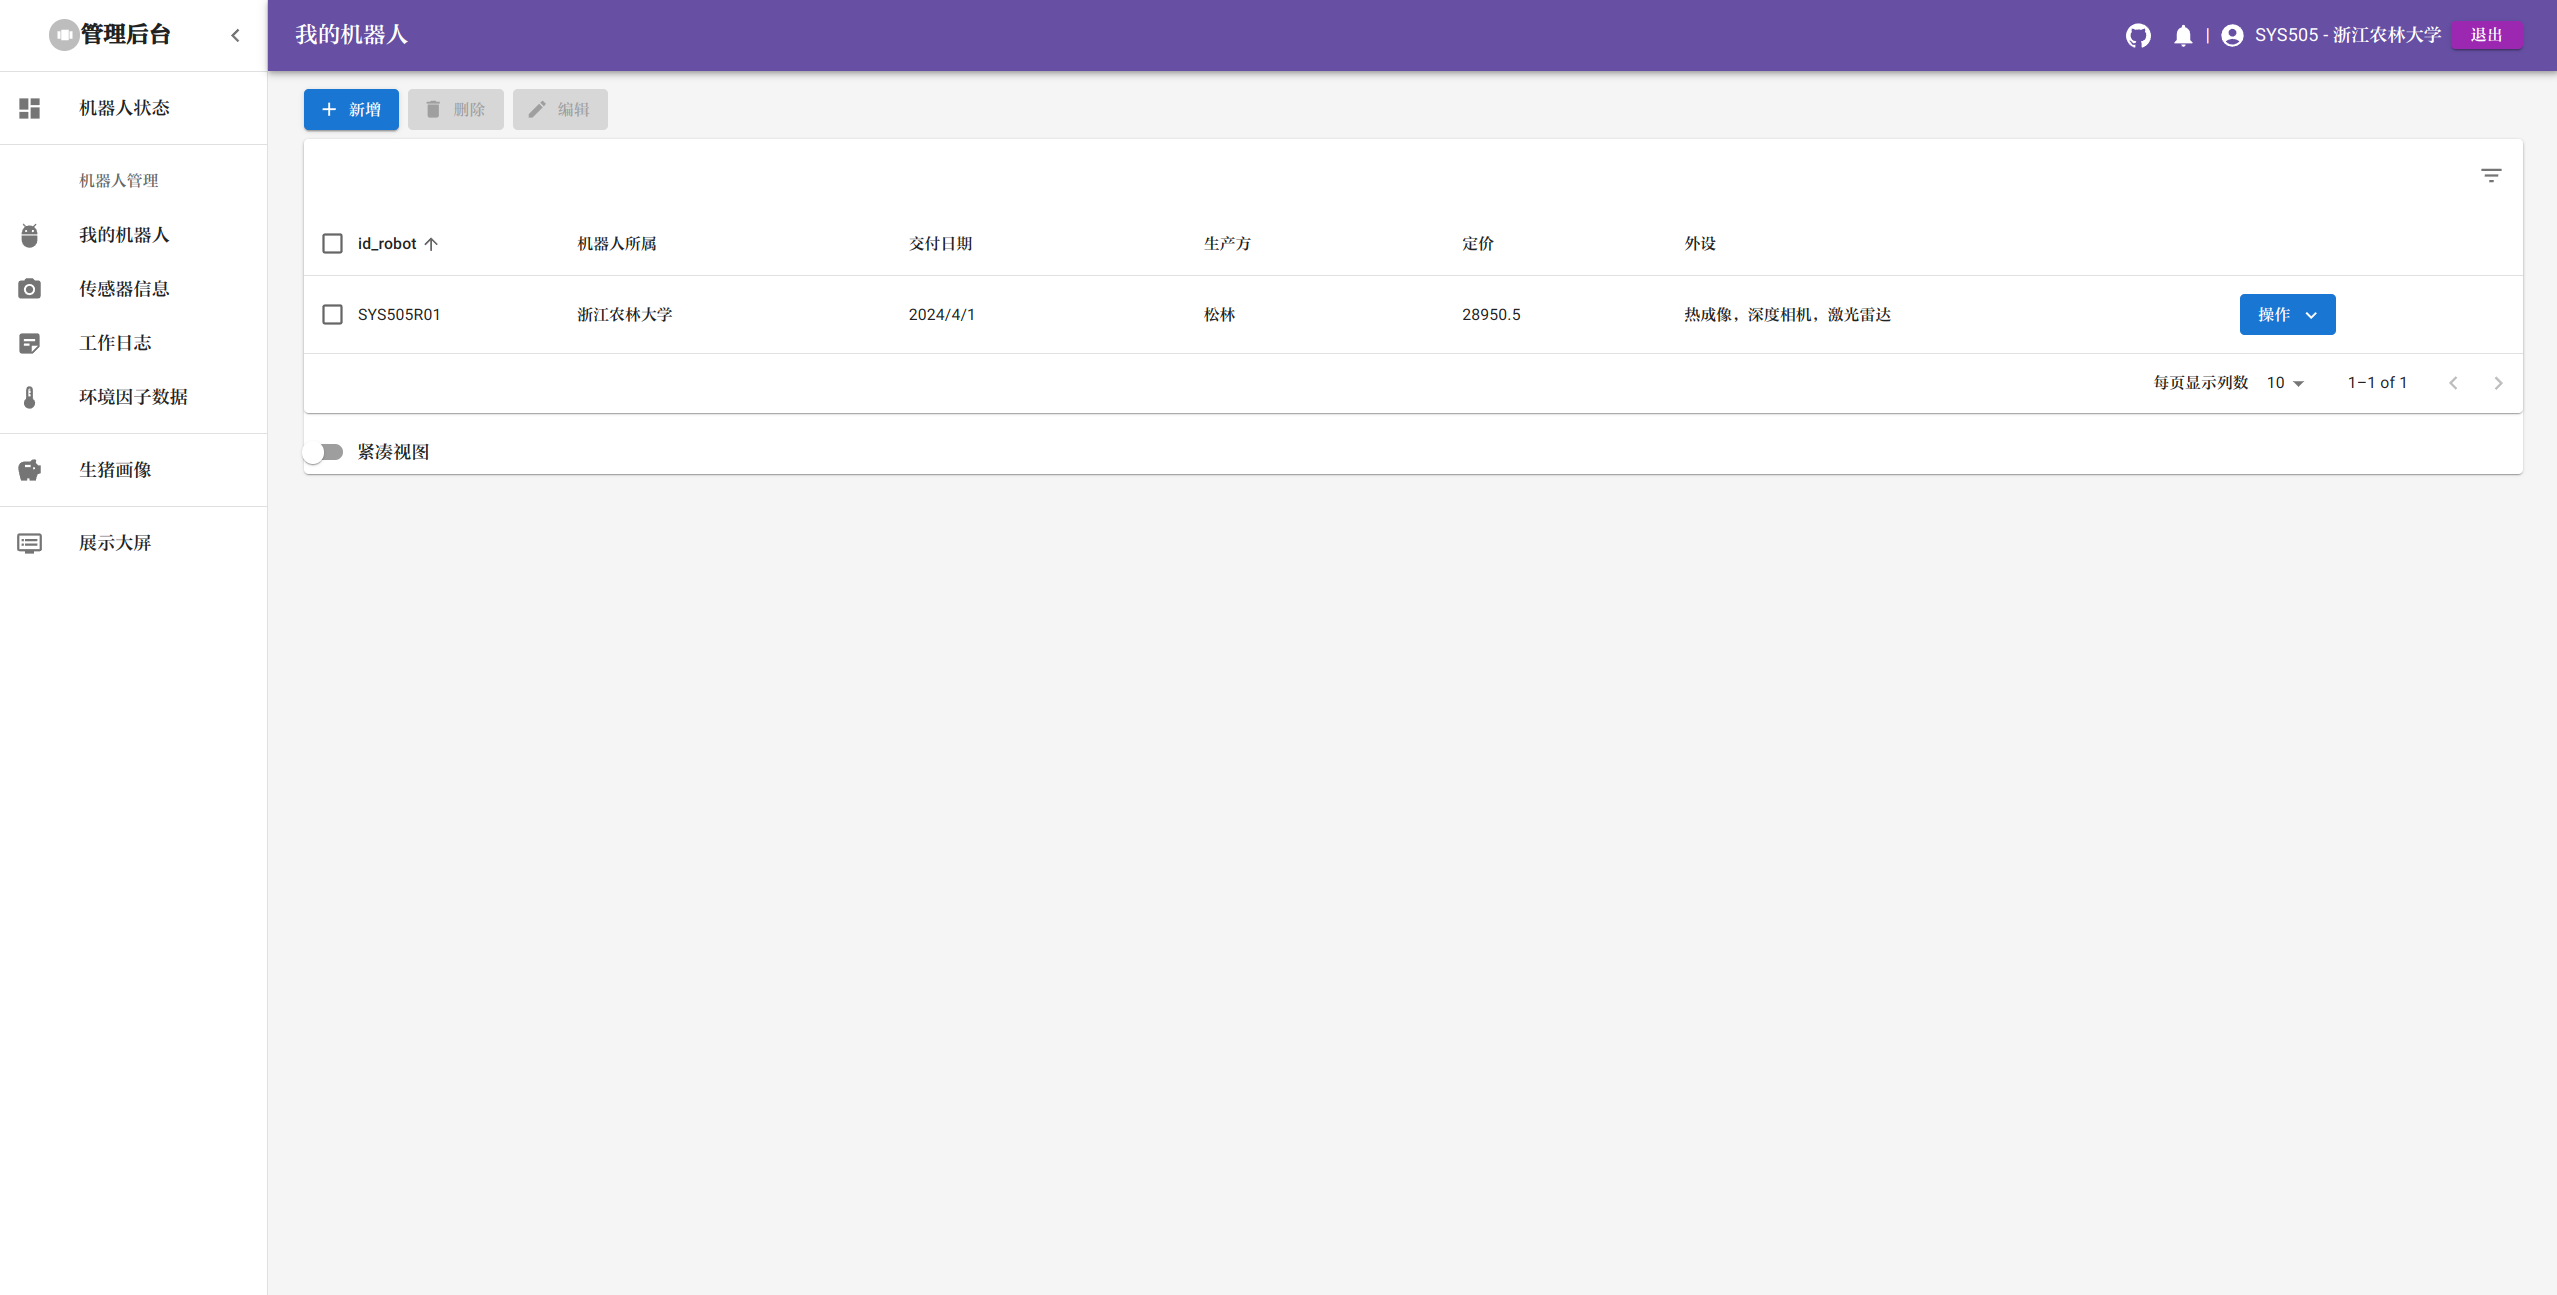 管理后台
我的机器人
| SYS505 - 浙江农林大学 退出
机器人状态
机器人管理
我的机器人
传感器信息
工作日志
环境因子数据
生猪画像
展示大屏
新增 删除 编辑
id_robot 机器人所属 交付日期 生产方 定价 外设
SYS505R01 浙江农林大学 2024/4/1 松林 28950.5 热成像，深度相机，激光雷达 操作
每页显示列数 10 1–1 of 1
紧凑视图